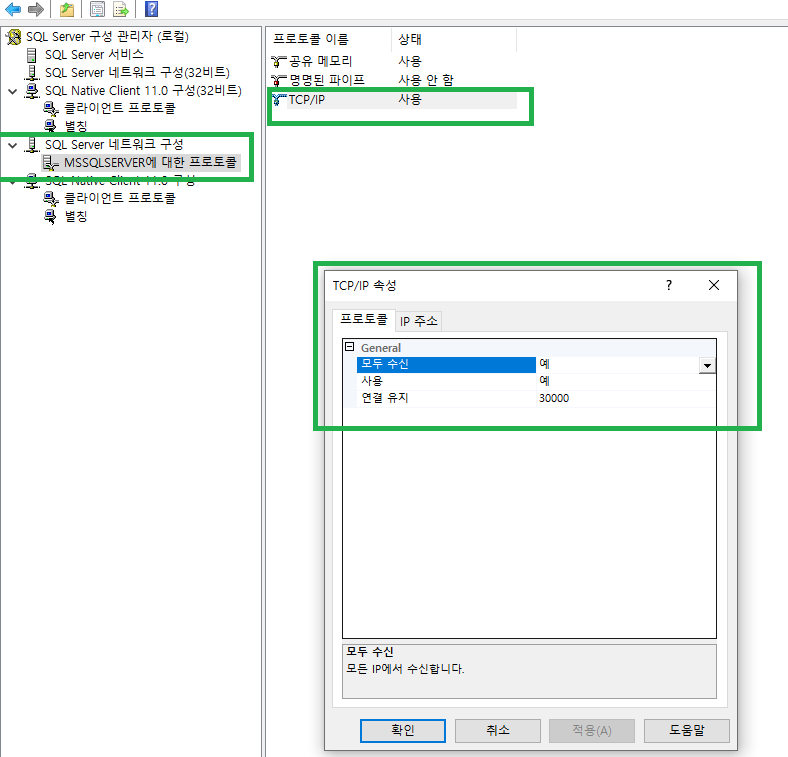 SQL Server 구성 관리자 (로컬)
SQL Server 서비스
SQL Server 네트워크 구성(32비트)
SQL Native Client 11.0 구성(32비트)
클라이언트 프로토콜
별칭
SQL Server 네트워크 구성
MSSQLSERVER에 대한 프로토콜
SQL Native Client 11.0 구성
클라이언트 프로토콜
별칭
프로토콜 이름 상태
공유 메모리 사용
명명된 파이프 사용 안 함
TCP/IP 사용
TCP/IP 속성
프로토콜 IP 주소
General
모두 수신 예
사용 예
연결 유지 30000
모두 수신
모든 IP에서 수신합니다.
확인 취소 적용(A) 도움말